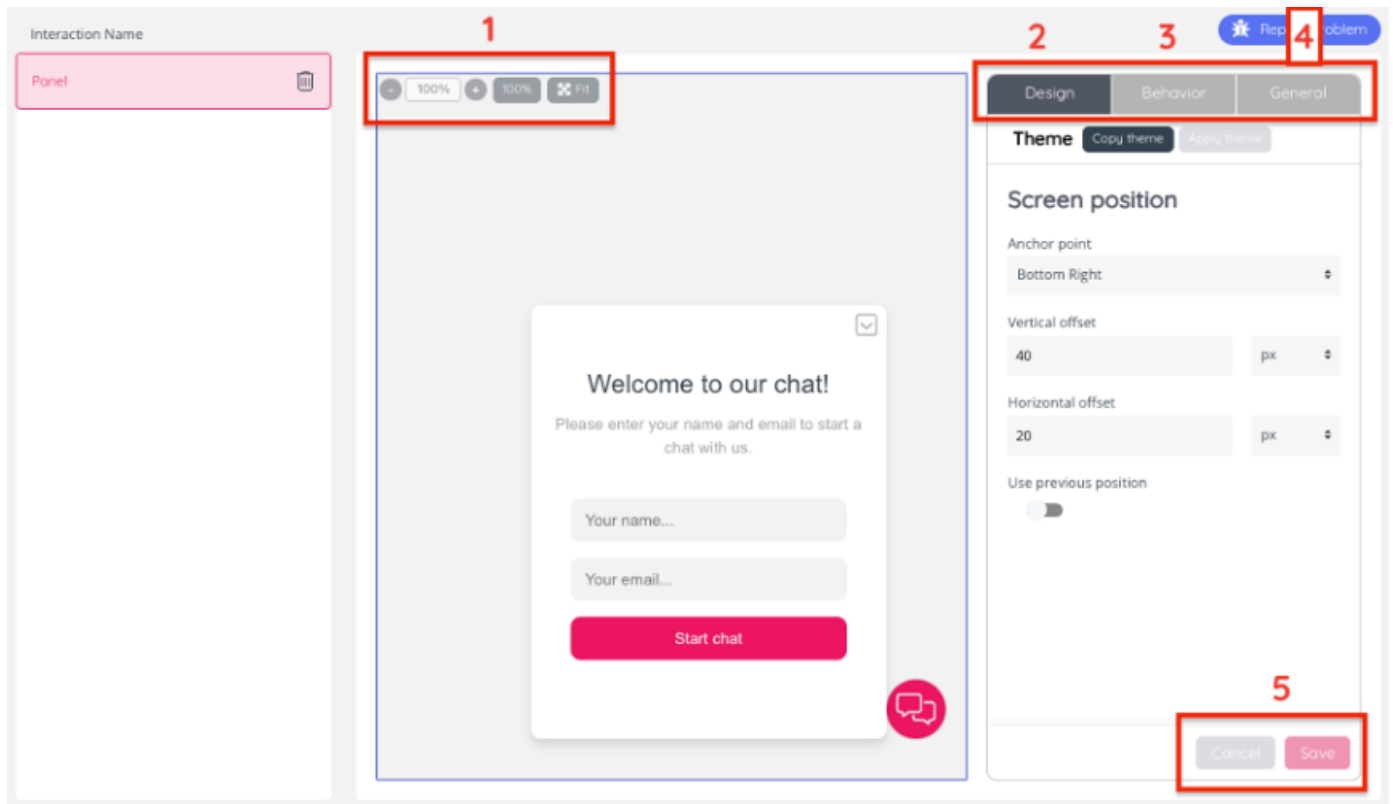 Interaction Name
1
2
3
4
Rep oblem
Panel
- 100% + 100% Fit
Design Behavior General
Theme Copy theme Apply theme
Screen position
Anchor point
Bottom Right
Vertical offset
40 px
Horizontal offset
20 px
Use previous position
Welcome to our chat!
Please enter your name and email to start a
chat with us.
Your name...
Your email...
Start chat
5
Cancel Save